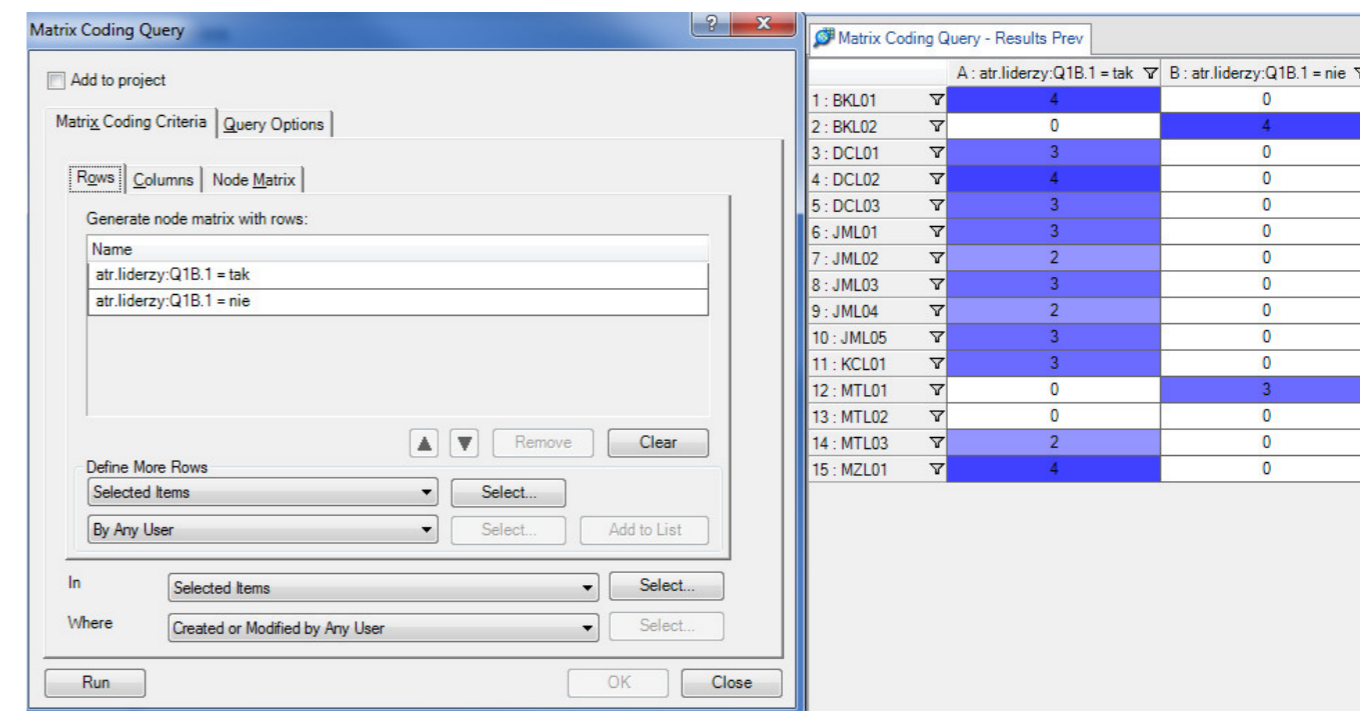 Matrix Coding Query
?
X
Add to project
Matrix Coding Criteria Query Options
Rows Columns Node Matrix
Generate node matrix with rows:
Name
atr.liderzy:Q1B.1 = tak
atr.liderzy:Q1B.1 = nie
Remove Clear
Define More Rows
Selected Items Select...
By Any User Select... Add to List
In Selected Items Select...
Where Created or Modified by Any User Select...
Run OK Close
Matrix Coding Query - Results Prev
A : atr.liderzy:Q1B.1 = tak B : atr.liderzy:Q1B.1 = nie
1 : BKL01 4 0
2 : BKL02 0 4
3 : DCL01 3 0
4 : DCL02 4 0
5 : DCL03 3 0
6 : JML01 3 0
7 : JML02 2 0
8 : JML03 3 0
9 : JML04 2 0
10 : JML05 3 0
11 : KCL01 3 0
12 : MTL01 0 3
13 : MTL02 0 0
14 : MTL03 2 0
15 : MZL01 4 0